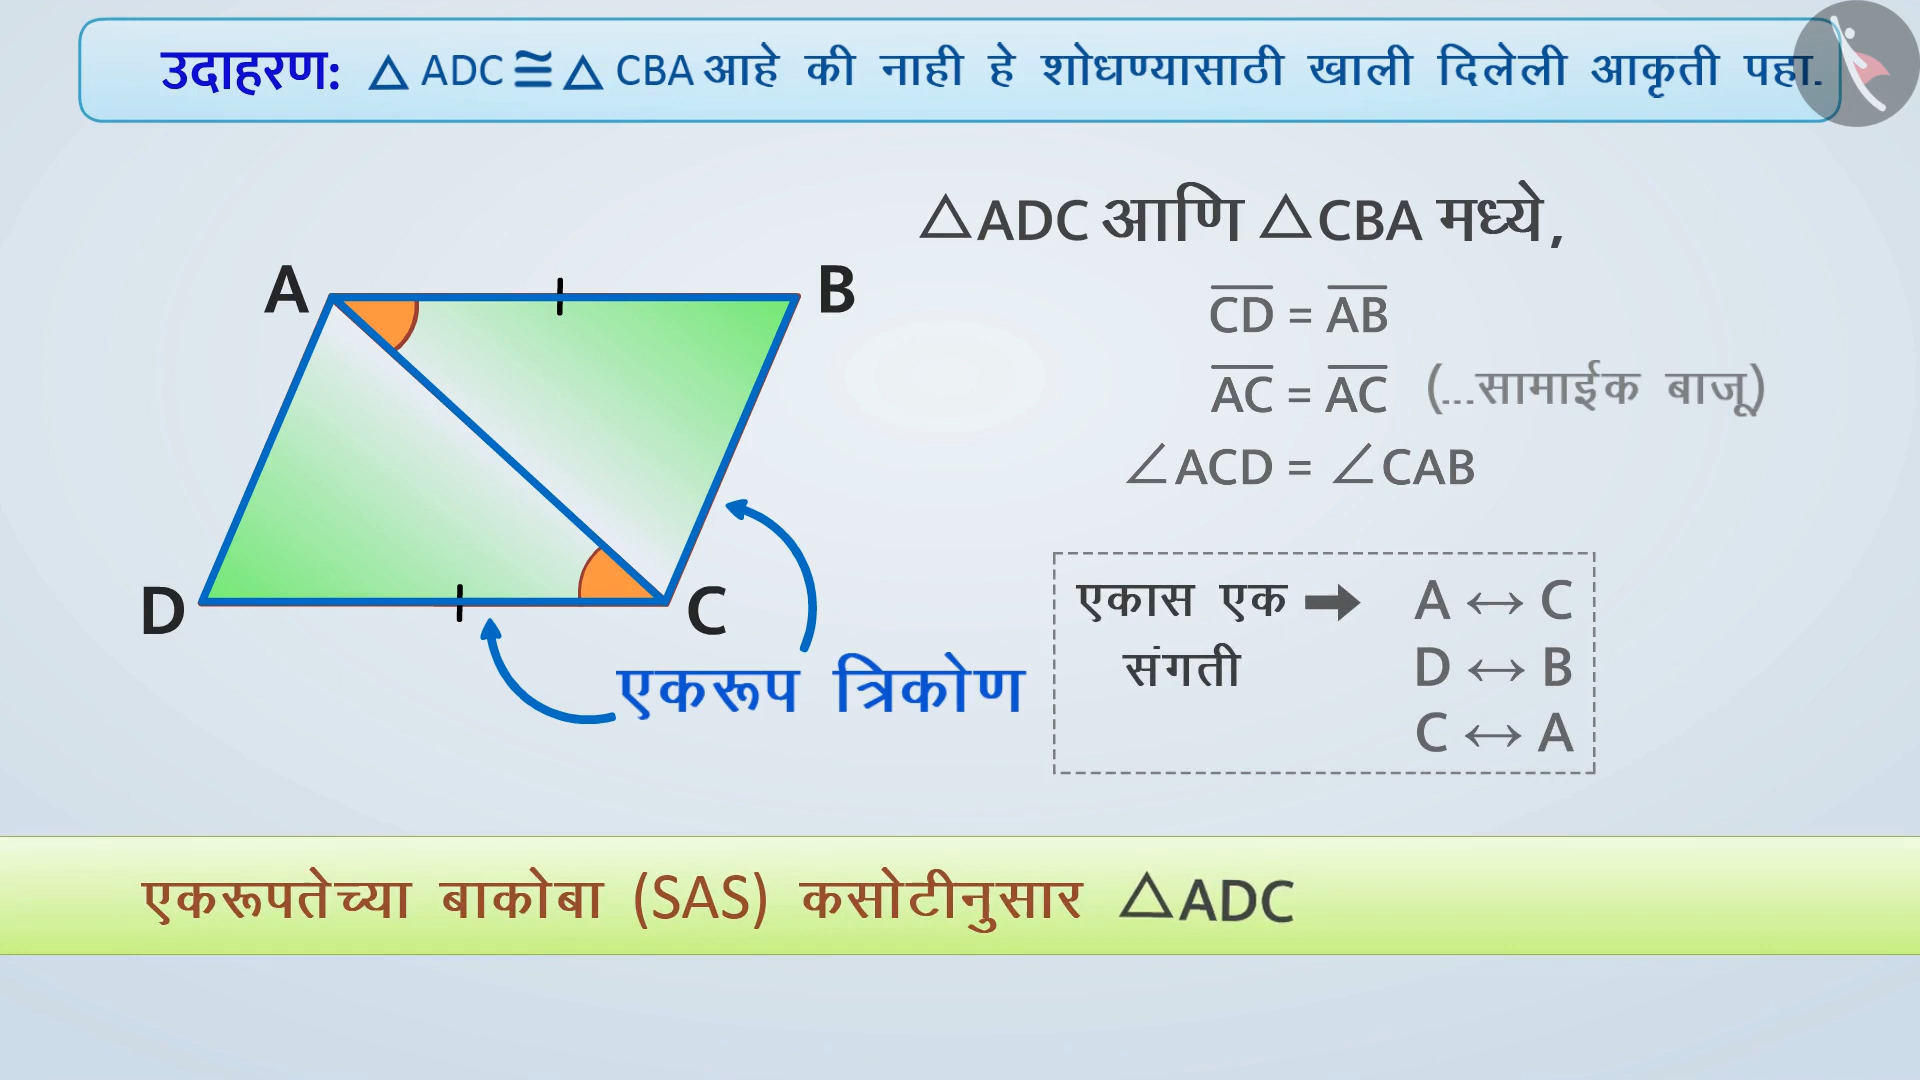 उदाहरण: △ ADC ≅ △ CBA आहे की नाही हे शोधण्यासाठी खाली दिलेली आकृती पहा.
△ADC आणि △CBA मध्ये,
CD = AB
AC = AC (...सामाईक बाजू)
∠ACD = ∠CAB
A
B
D
C
एकरूप त्रिकोण
एकास एक ➡ A ↔ C
संगती D ↔ B
C ↔ A
एकरूपतेच्या बाकोबा (SAS) कसोटीनुसार △ADC